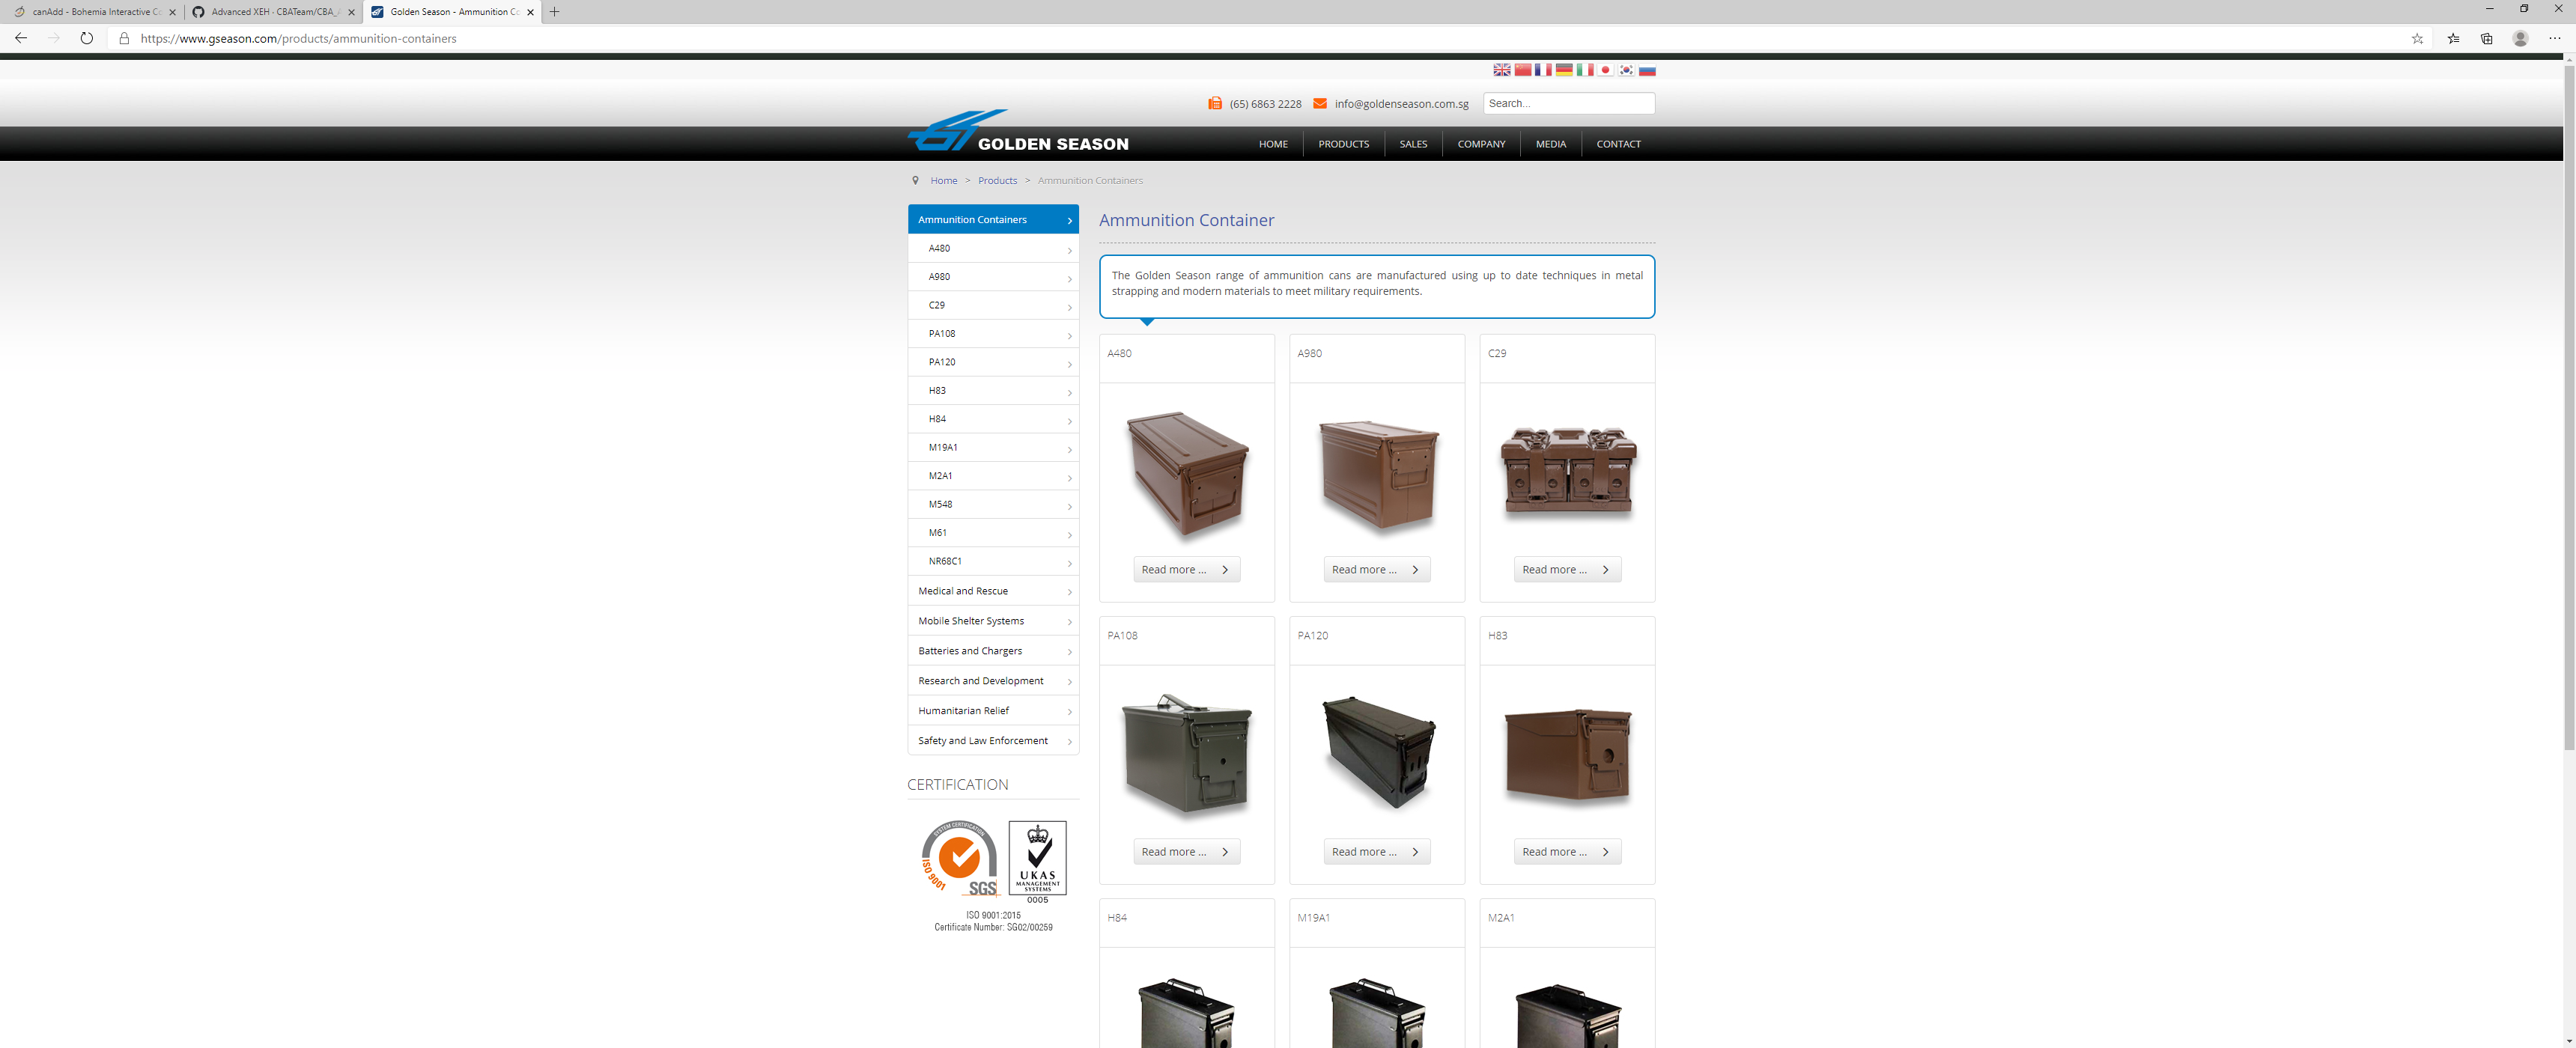 canAdd - Bohemia Interactive Co
Advanced XEH · CBATeam/CBA_A
Golden Season - Ammunition Co
https://www.gseason.com/products/ammunition-containers
(65) 6863 2228
info@goldenseason.com.sg
Search...
GOLDEN SEASON
HOME
PRODUCTS
SALES
COMPANY
MEDIA
CONTACT
Home > Products > Ammunition Containers
Ammunition Containers
A480
A980
C29
PA108
PA120
H83
H84
M19A1
M2A1
M548
M61
NR68C1
Medical and Rescue
Mobile Shelter Systems
Batteries and Chargers
Research and Development
Humanitarian Relief
Safety and Law Enforcement
CERTIFICATION
SYSTEM CERTIFICATION
ISO 9001
SGS
UKAS
MANAGEMENT
SYSTEMS
0005
ISO 9001:2015
Certificate Number: SG02/00259
Ammunition Container
The Golden Season range of ammunition cans are manufactured using up to date techniques in metal
strapping and modern materials to meet military requirements.
A480
A980
C29
Read more ...
Read more ...
Read more ...
PA108
PA120
H83
Read more ...
Read more ...
Read more ...
H84
M19A1
M2A1